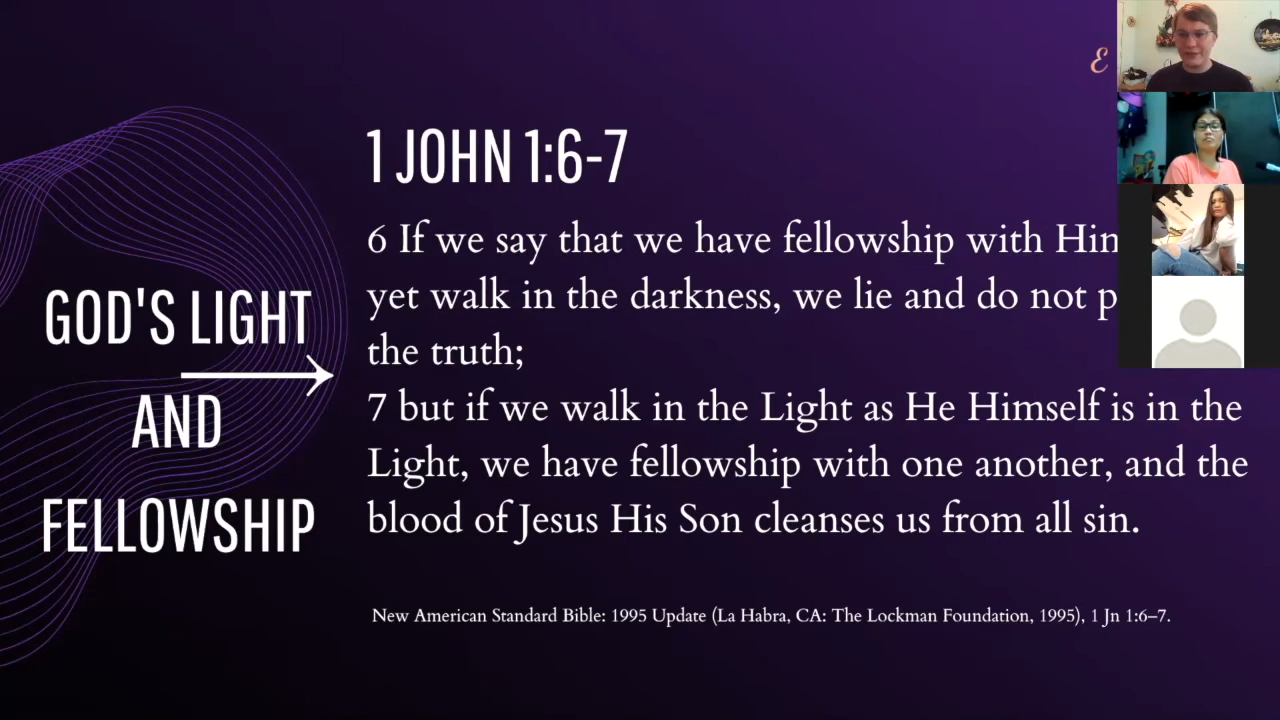 ℰ
GOD'S LIGHT
AND
FELLOWSHIP
1 JOHN 1:6-7
6 If we say that we have fellowship with
yet walk in the darkness, we lie and do not
the truth;
7 but if we walk in the Light as He Himself is in the
Light, we have fellowship with one another, and the
blood of Jesus His Son cleanses us from all sin.
New American Standard Bible: 1995 Update (La Habra, CA: The Lockman Foundation, 1995), 1 Jn 1:6–7.